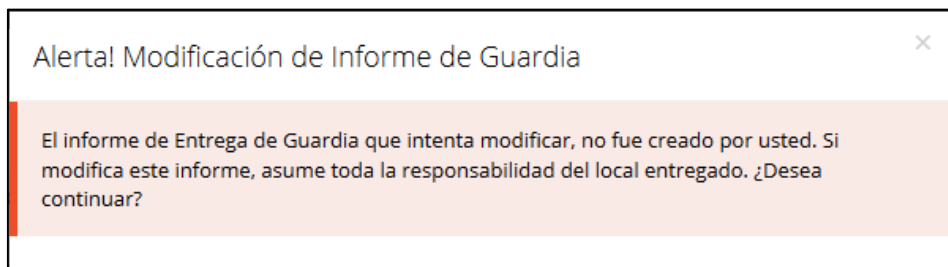 Alerta! Modificación de Informe de Guardia
El informe de Entrega de Guardia que intenta modificar, no fue creado por usted. Si
modifica este informe, asume toda la responsabilidad del local entregado. ¿Desea
continuar?